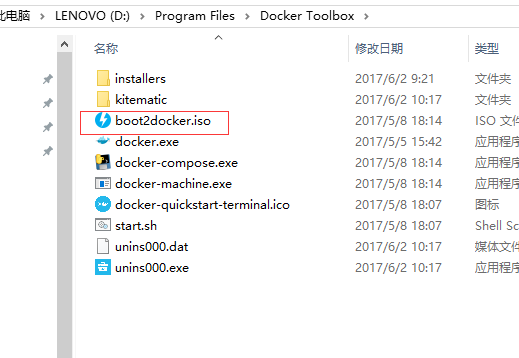 此电脑 › LENOVO (D:) › Program Files › Docker Toolbox ›
名称 修改日期 类型
installers 2017/6/2 9:21 文件夹
kitematic 2017/6/2 10:17 文件夹
boot2docker.iso 2017/5/8 18:14 ISO 文
docker.exe 2017/5/5 15:42 应用程序
docker-compose.exe 2017/5/8 18:14 应用程序
docker-machine.exe 2017/5/8 18:14 应用程序
docker-quickstart-terminal.ico 2017/5/8 18:07 图标
start.sh 2017/5/8 18:07 Shell Sc
unins000.dat 2017/6/2 10:17 媒体文件
unins000.exe 2017/6/2 10:17 应用程序